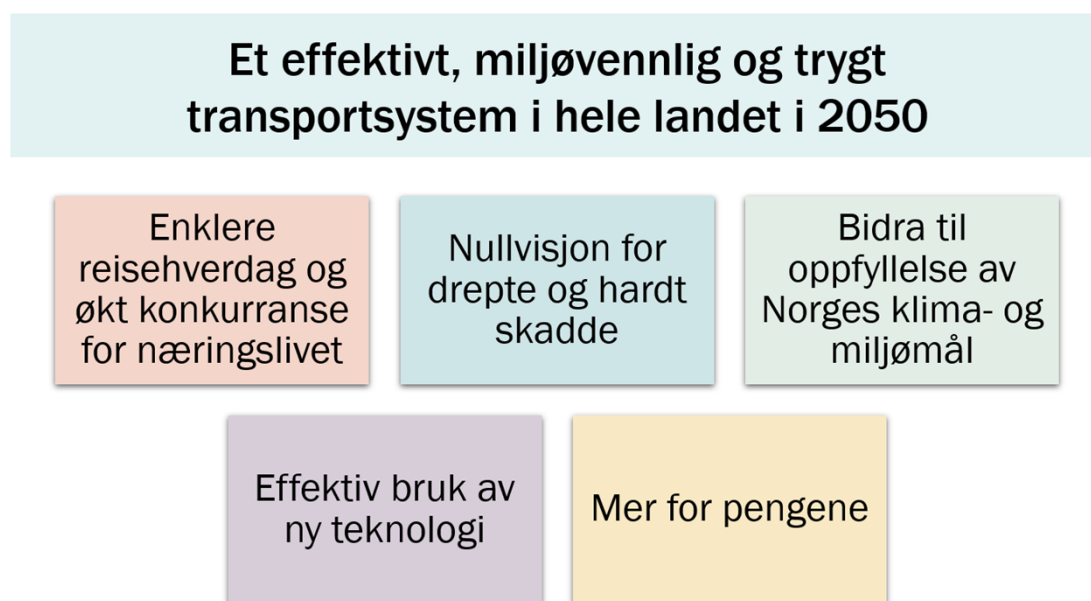 Et effektivt, miljøvennlig og trygt
transportsystem i hele landet i 2050
Enklere
reisehverdag og
økt konkurranse
for næringslivet
Nullvisjon for
drepte og hardt
skadde
Bidra til
oppfyllelse av
Norges klima- og
miljømål
Effektiv bruk av
ny teknologi
Mer for pengene